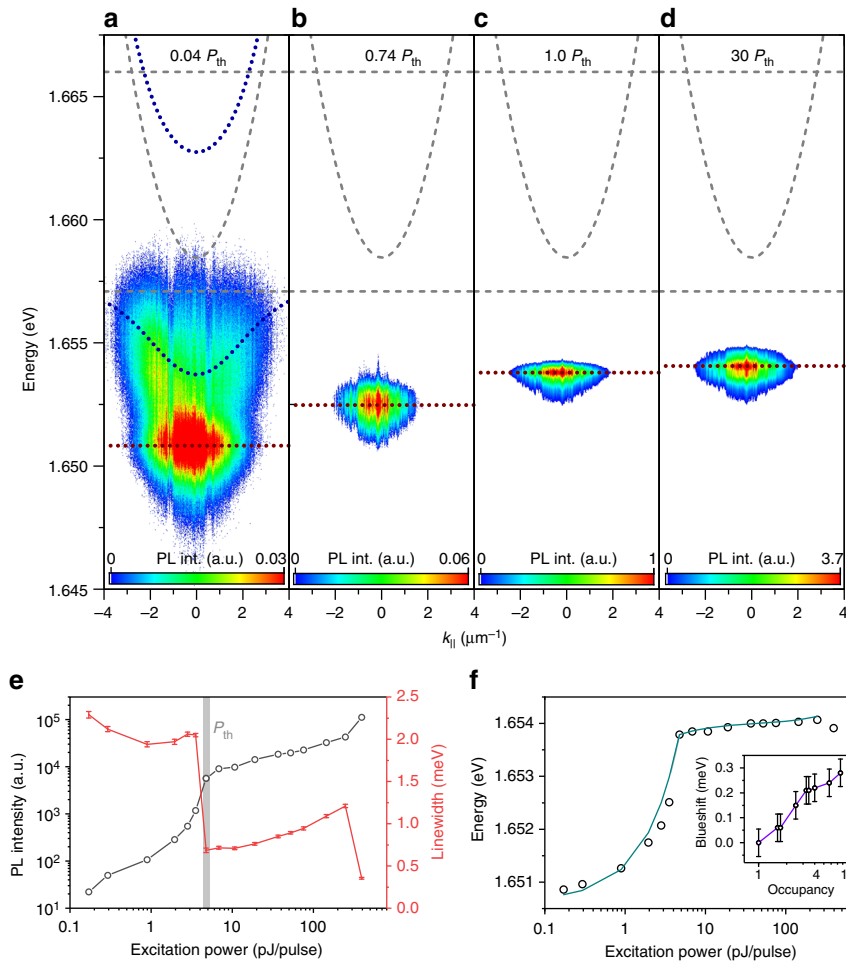 a b c d
0.04 Pth 0.74 Pth 1.0 Pth 30 Pth
1.665
1.660
1.655
1.650
1.645
Energy (eV)
0 PL int. (a.u.) 0.03 0 PL int. (a.u.) 0.06 0 PL int. (a.u.) 1 0 PL int. (a.u.) 3.7
−4 −2 0 2 4 −2 0 2 4 −2 0 2 4 −2 0 2 4
k|| (μm−1)
e
PL intensity (a.u.)
10^5
10^4
10^3
10^2
10^1
Pth
2.5
2.0
1.5
1.0
0.5
0.0
Linewidth (meV)
0.1 1 10 100
Excitation power (pJ/pulse)
f
Energy (eV)
1.654
1.653
1.652
1.651
Blueshift (meV)
0.3
0.2
0.1
0.0
1 4
Occupancy
0.1 1 10 100
Excitation power (pJ/pulse)